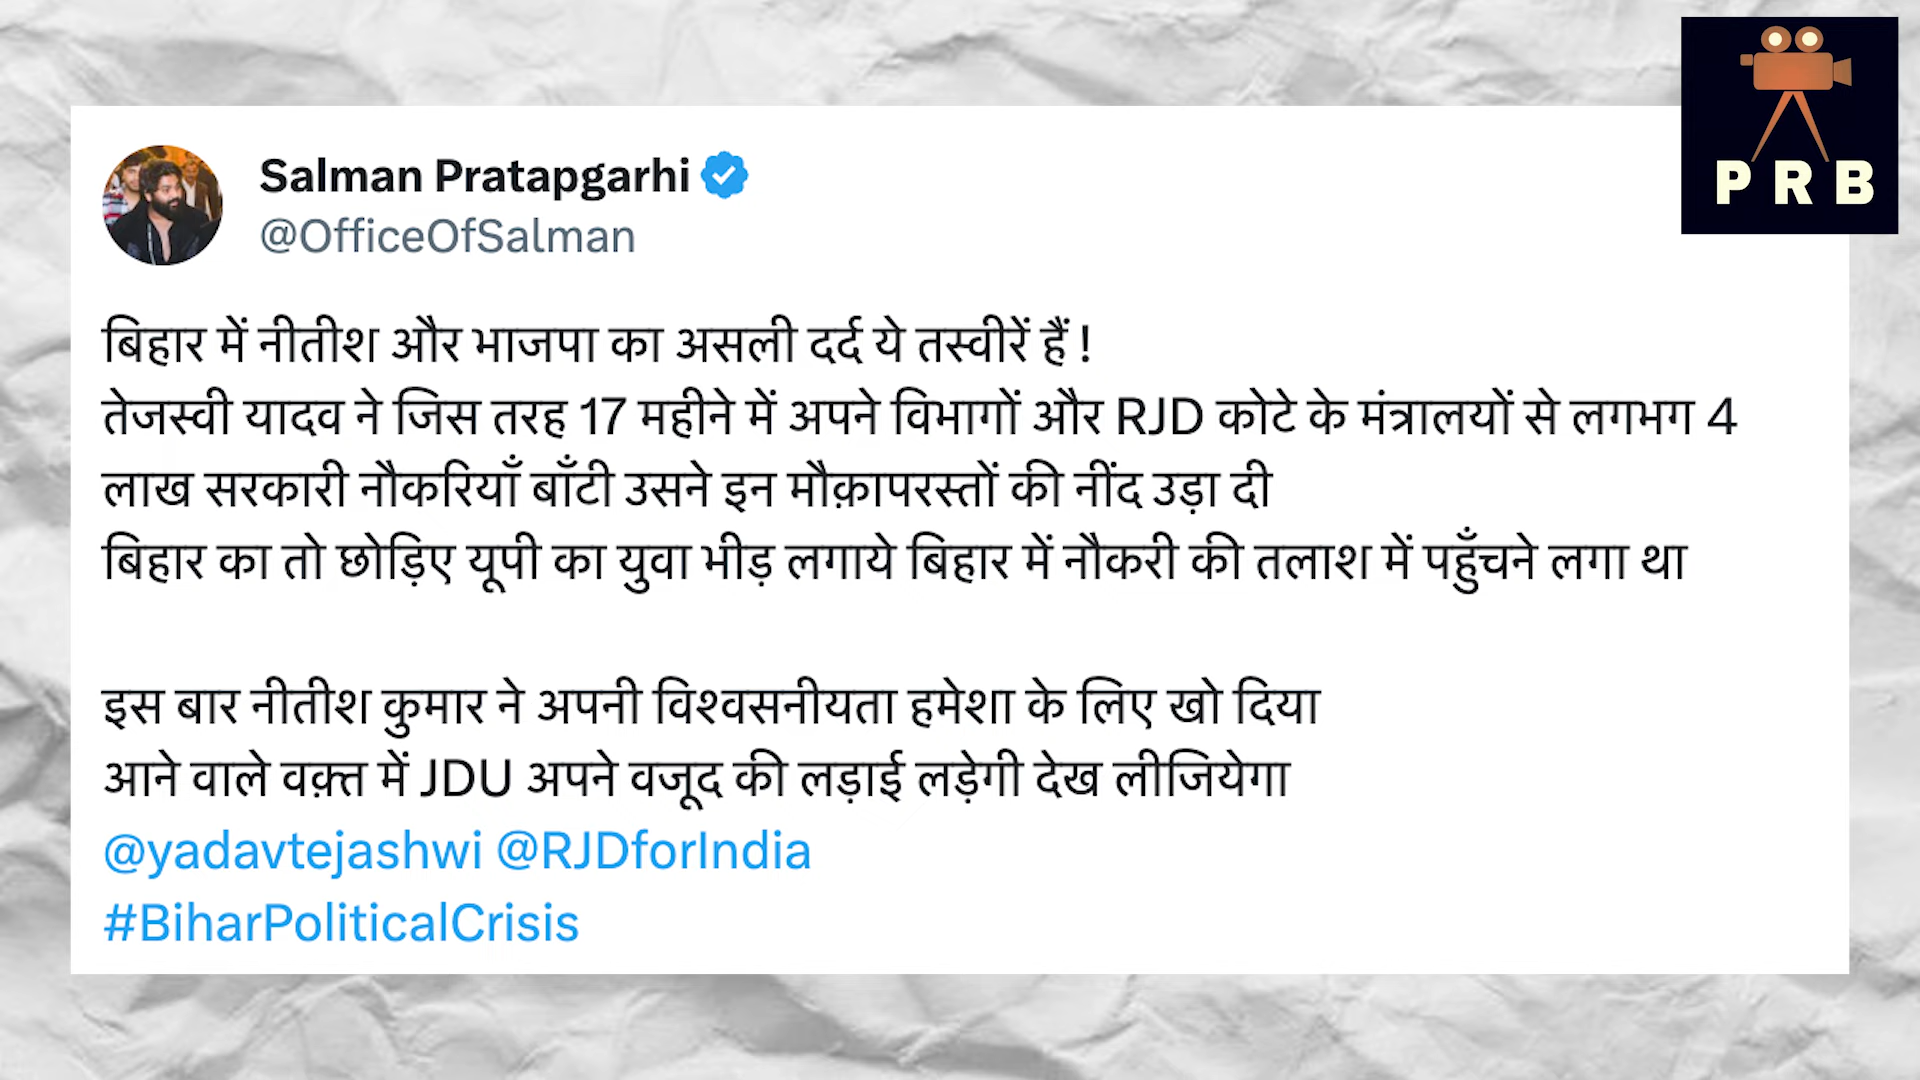 Salman Pratapgarhi
@OfficeOfSalman
PRB
बिहार में नीतीश और भाजपा का असली दर्द ये तस्वीरें हैं !
तेजस्वी यादव ने जिस तरह 17 महीने में अपने विभागों और RJD कोटे के मंत्रालयों से लगभग 4
लाख सरकारी नौकरियाँ बाँटी उसने इन मौक़ापरस्तों की नींद उड़ा दी
बिहार का तो छोड़िए यूपी का युवा भीड़ लगाये बिहार में नौकरी की तलाश में पहुँचने लगा था
इस बार नीतीश कुमार ने अपनी विश्वसनीयता हमेशा के लिए खो दिया
आने वाले वक़्त में JDU अपने वजूद की लड़ाई लड़ेगी देख लीजियेगा
@yadavtejashwi @RJDforIndia
#BiharPoliticalCrisis